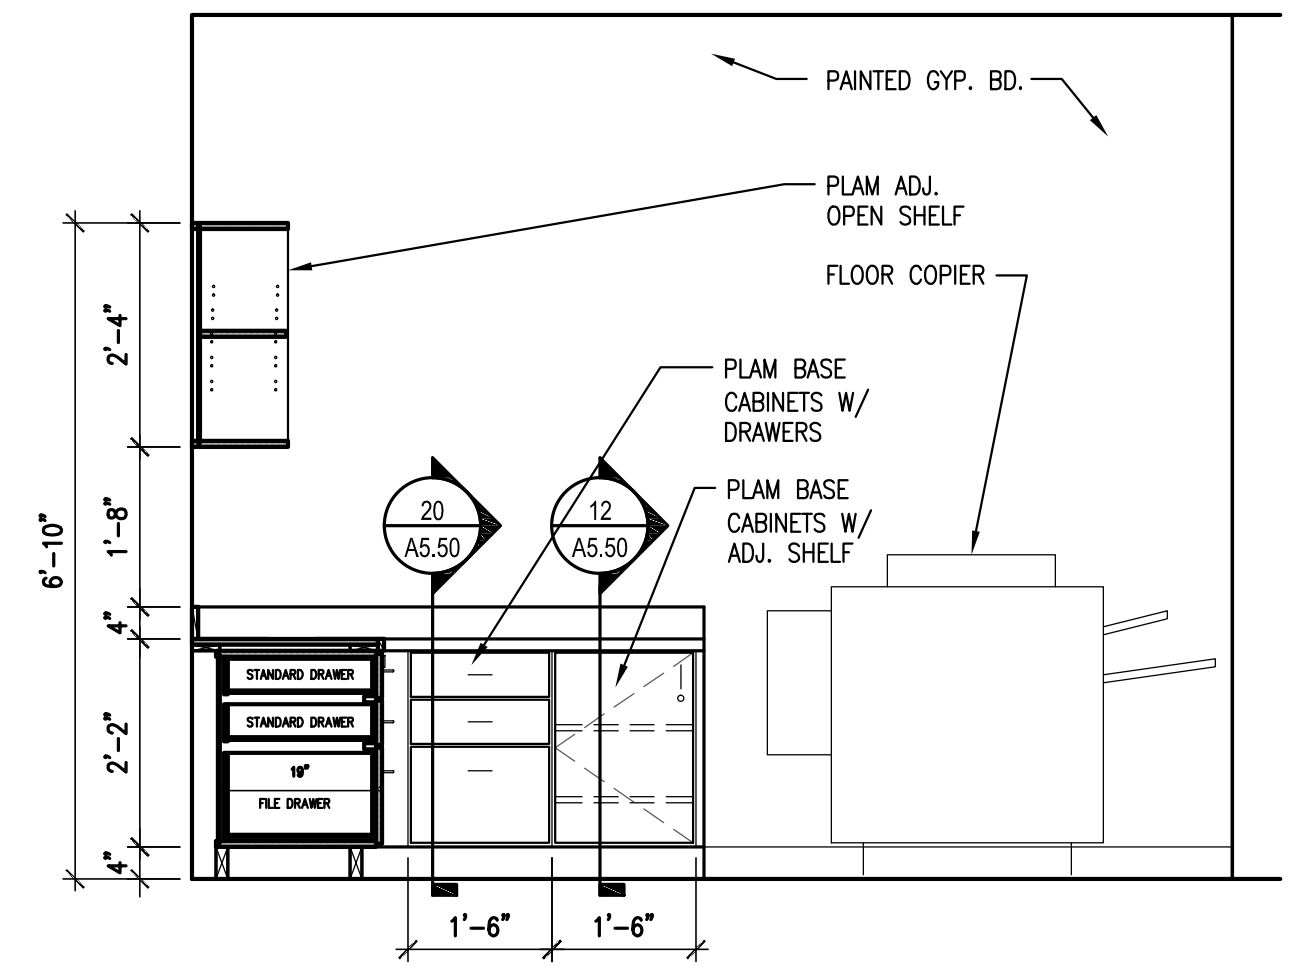 PAINTED GYP. BD.
PLAM ADJ.
OPEN SHELF
FLOOR COPIER
2'-4"
PLAM BASE
CABINETS W/
DRAWERS
PLAM BASE
CABINETS W/
ADJ. SHELF
20
A5.50
12
A5.50
1'-8"
6'-10"
4"
STANDARD DRAWER
STANDARD DRAWER
2'-2"
19"
FILE DRAWER
4"
1'-6"
1'-6"